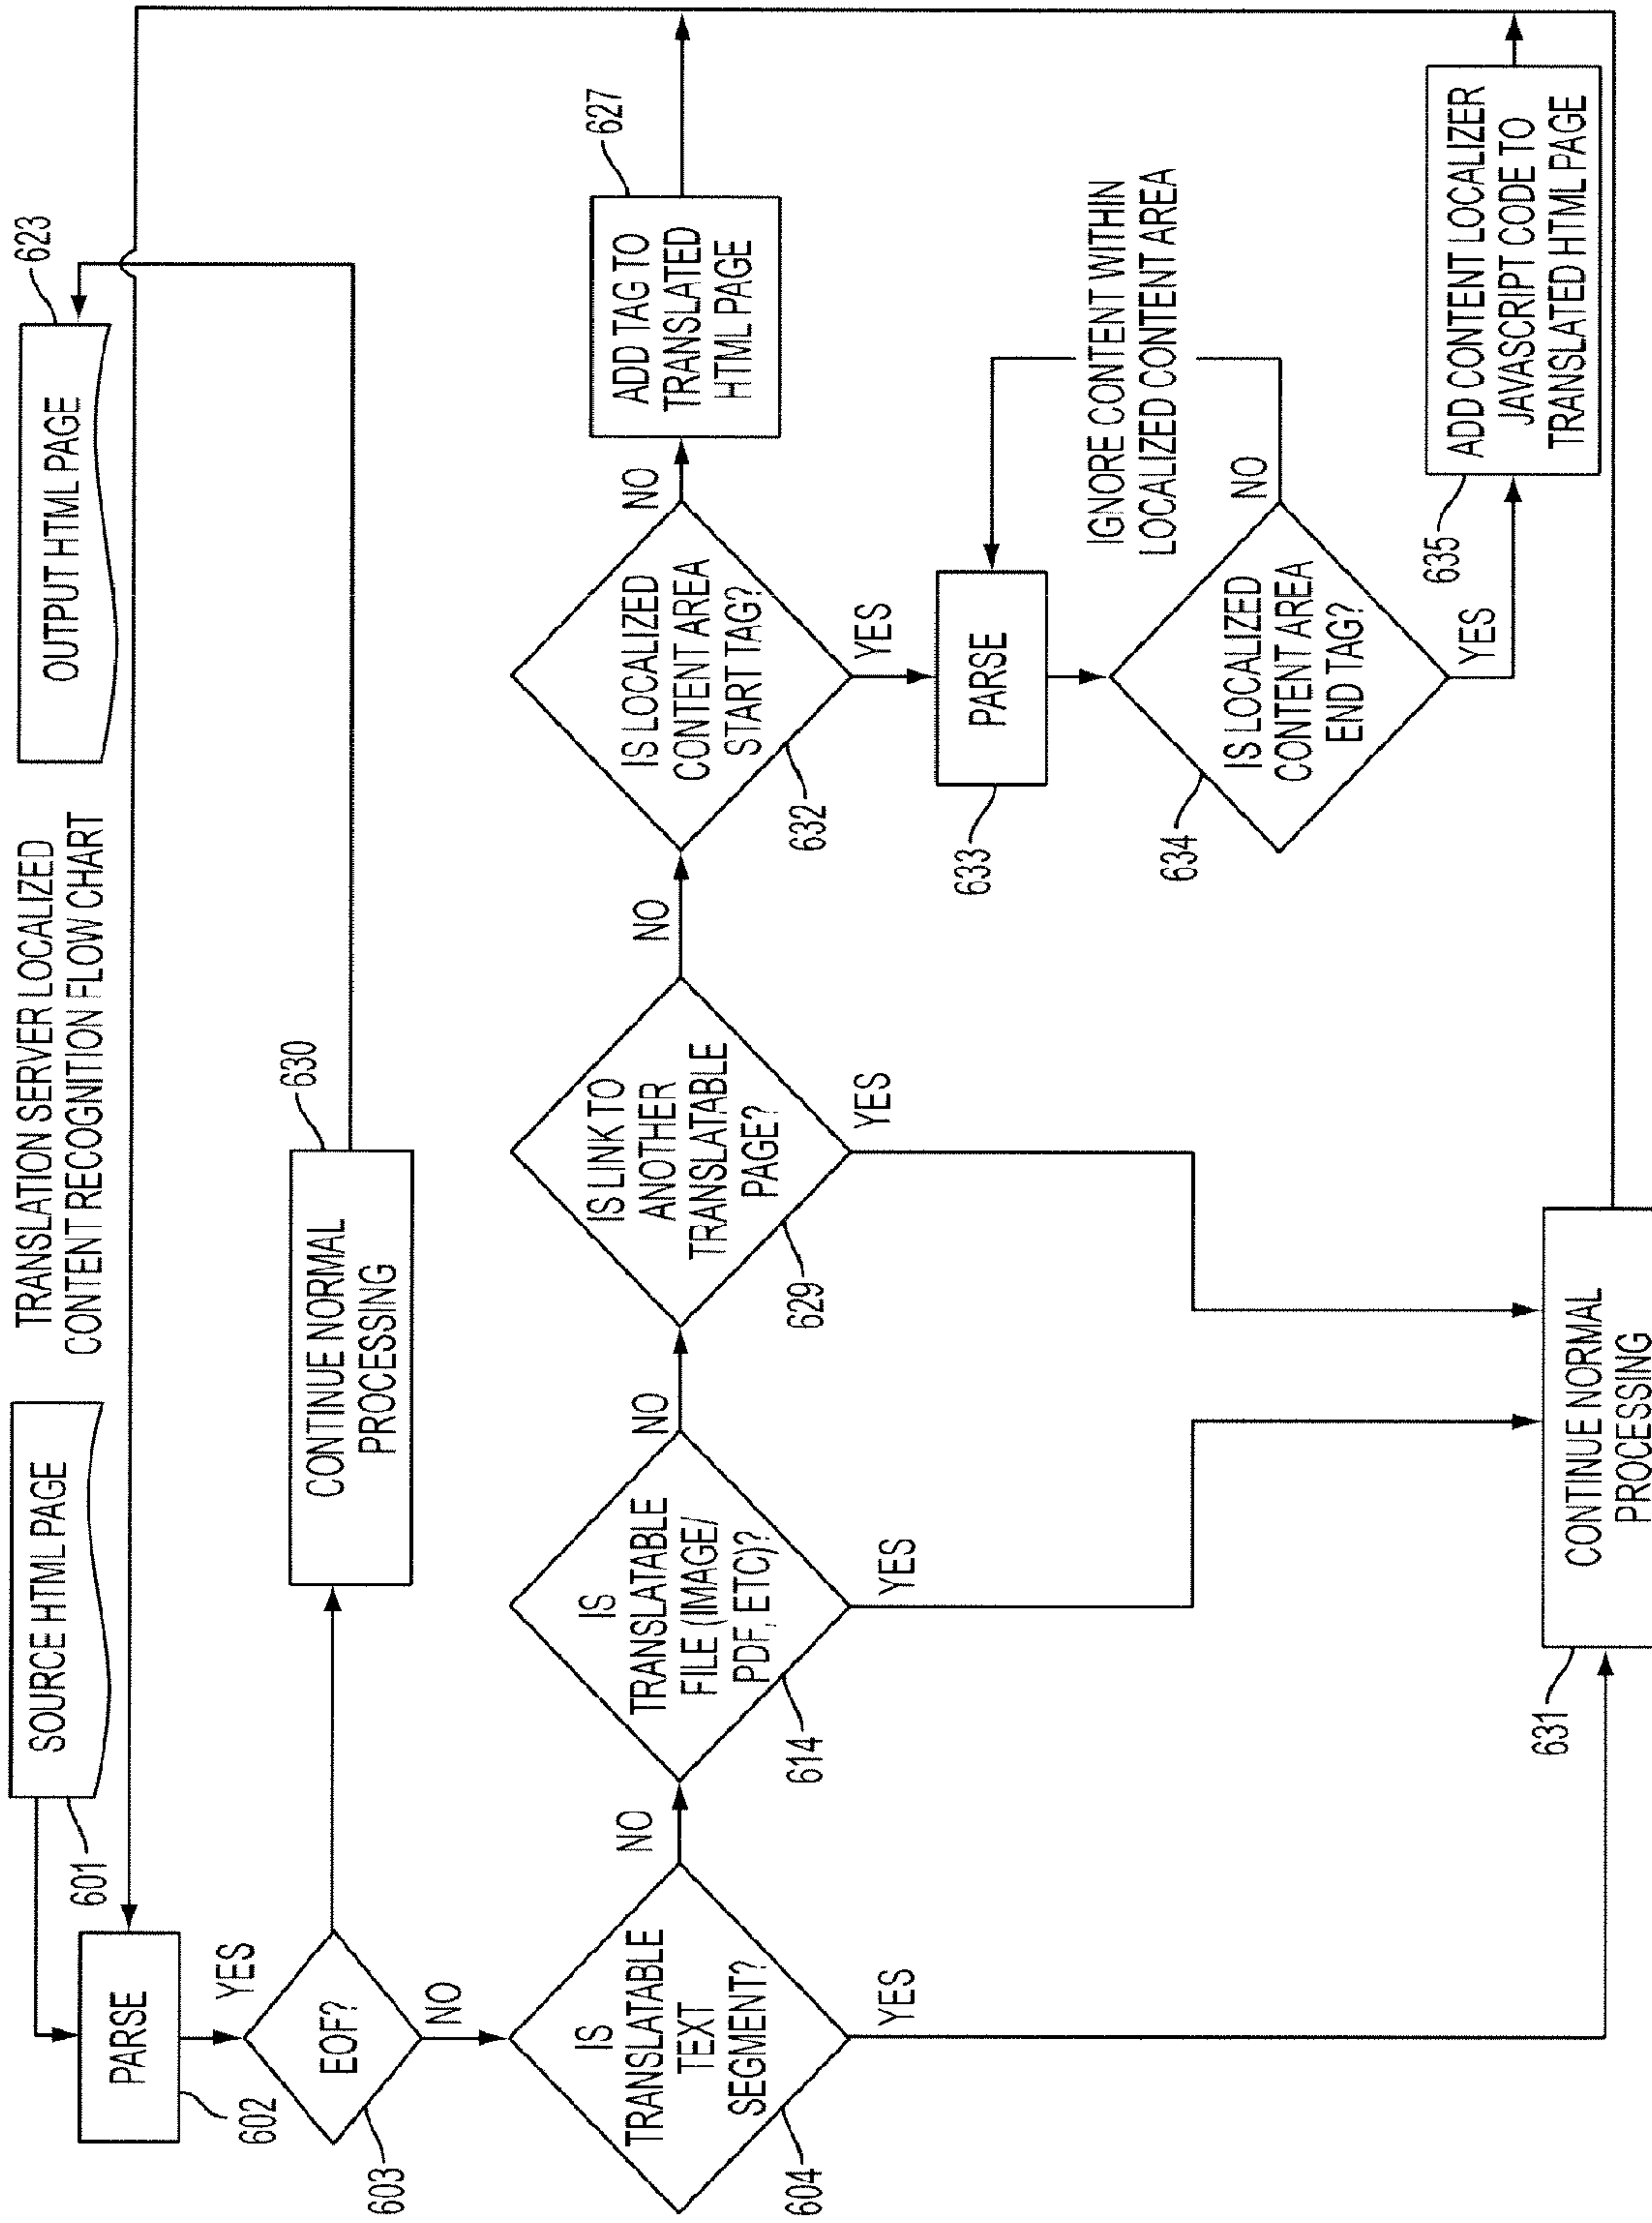 TRANSLATION SERVER LOCALIZED
CONTENT RECOGNITION FLOW CHART
SOURCE HTML PAGE
601
OUTPUT HTML PAGE
623
PARSE
602
YES
EOF?
603
NO
CONTINUE NORMAL
PROCESSING
630
IS
TRANSLATABLE
TEXT
SEGMENT?
604
NO
YES
IS
TRANSLATABLE
FILE (IMAGE/
PDF, ETC)?
614
NO
YES
IS LINK TO
ANOTHER
TRANSLATABLE
PAGE?
629
NO
YES
IS LOCALIZED
CONTENT AREA
START TAG?
632
NO
YES
ADD TAG TO
TRANSLATED
HTML PAGE
627
PARSE
633
IGNORE CONTENT WITHIN
LOCALIZED CONTENT AREA
IS LOCALIZED
CONTENT AREA
END TAG?
634
NO
YES
635
ADD CONTENT LOCALIZER
JAVASCRIPT CODE TO
TRANSLATED HTML PAGE
631
CONTINUE NORMAL
PROCESSING